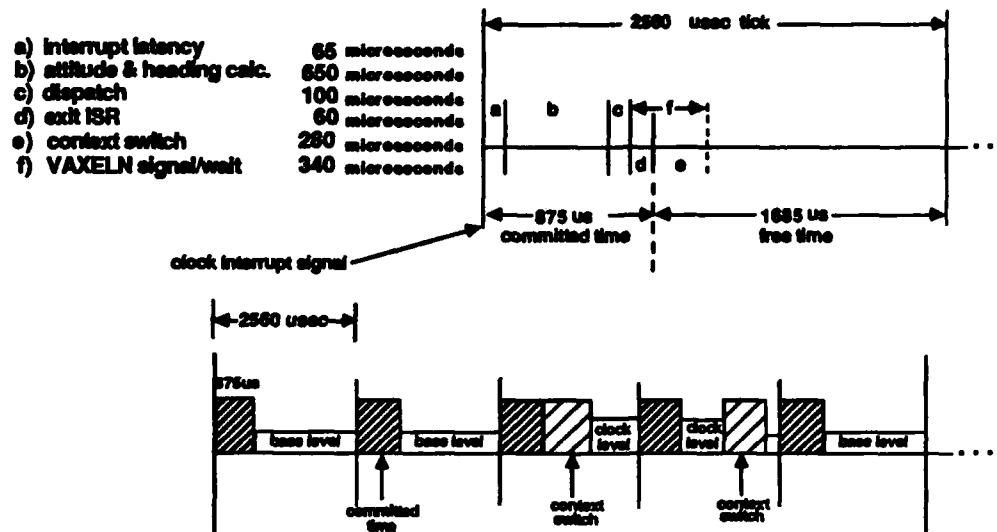 2560 usec tick
a) interrupt latency 65 microseconds
b) attitude & heading calc. 650 microseconds
c) dispatch 100 microseconds
d) exit ISR 60 microseconds
e) context switch 280 microseconds
f) VAXELN signal/wait 340 microseconds
a b c f
d e
875 us committed time
1685 us free time
clock interrupt signal
2560 usec
875us
base level
base level
clock level
clock level
base level
committed time
context switch
context switch